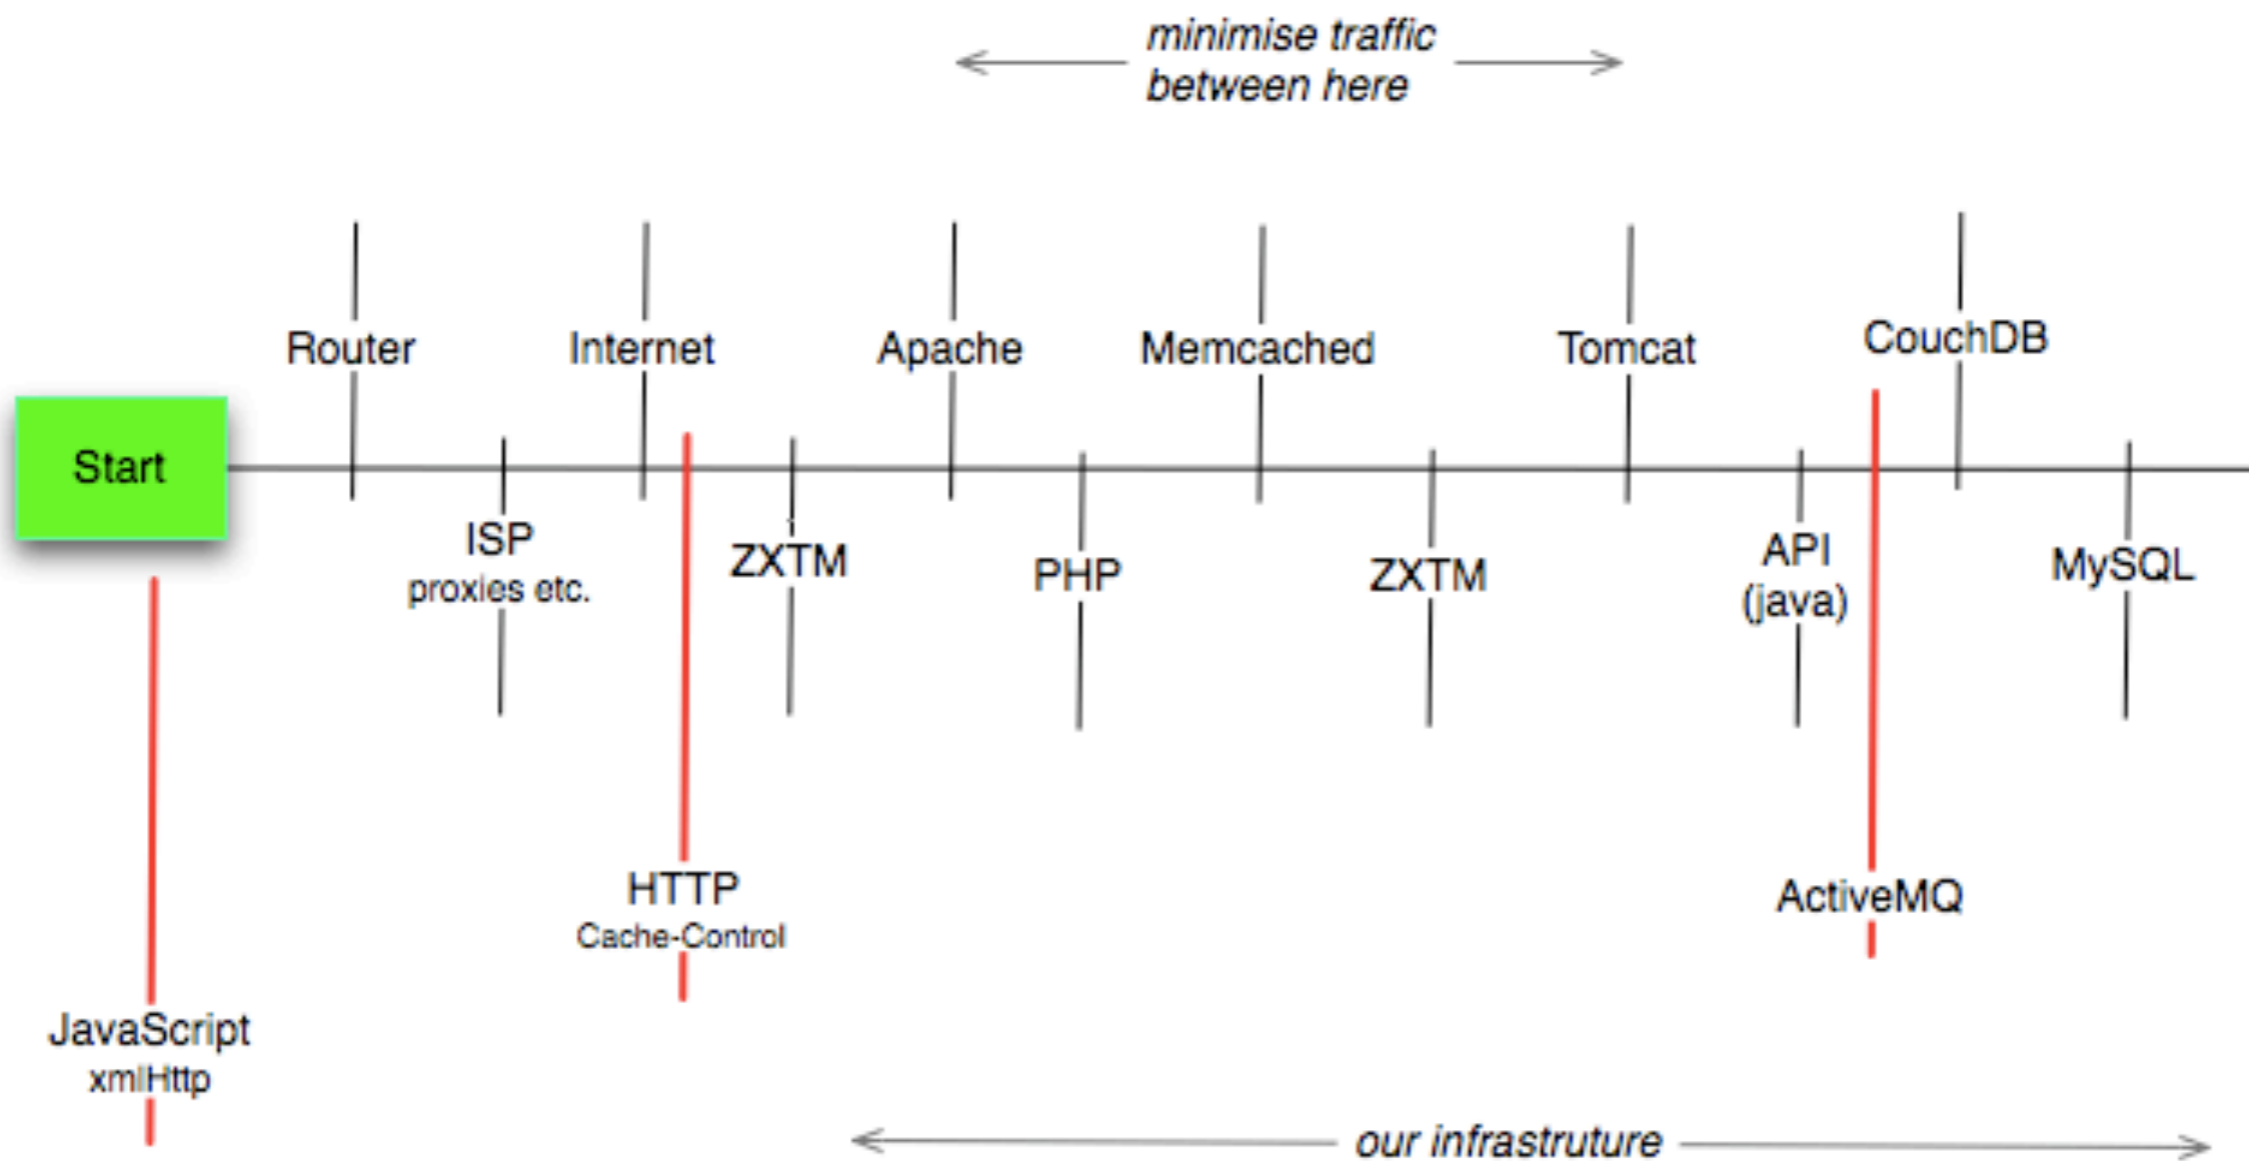 minimise traffic
between here
Router
Internet
Apache
Memcached
Tomcat
CouchDB
Start
ISP
proxies etc.
ZXTM
PHP
ZXTM
API
(java)
MySQL
HTTP
Cache-Control
ActiveMQ
JavaScript
xmlHttp
our infrastruture